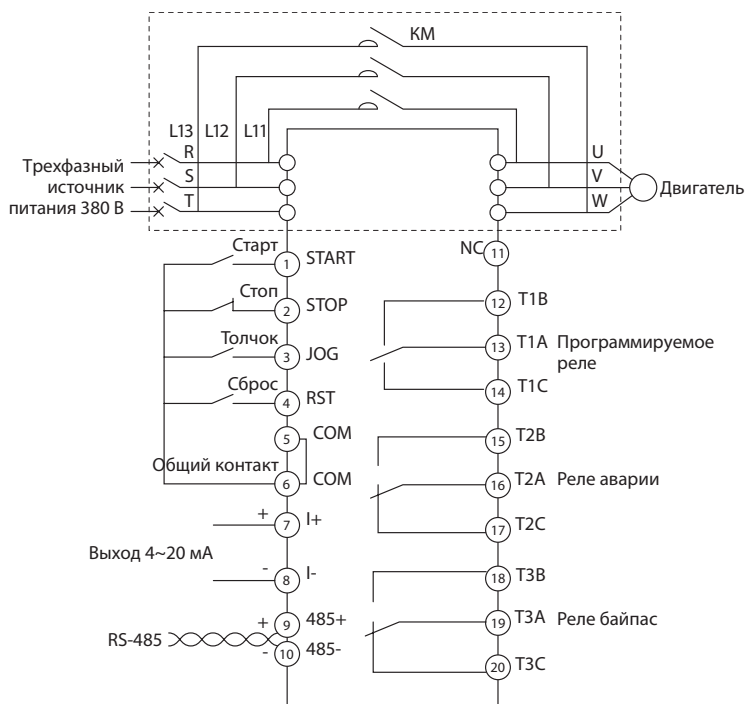 KM
L13 L12 L11
Трехфазный
источник
питания 380 В
R
S
T
U
V
W
Двигатель
Старт 1 START
Стоп 2 STOP
Толчок 3 JOG
Сброс 4 RST
5 COM
Общий контакт 6 COM
+ 7 I+
Выход 4~20 мА
- 8 I-
RS-485
+ 9 485+
- 10 485-
NC 11
12 T1B
13 T1A Программируемое
реле
14 T1C
15 T2B
16 T2A Реле аварии
17 T2C
18 T3B
19 T3A Реле байпас
20 T3C